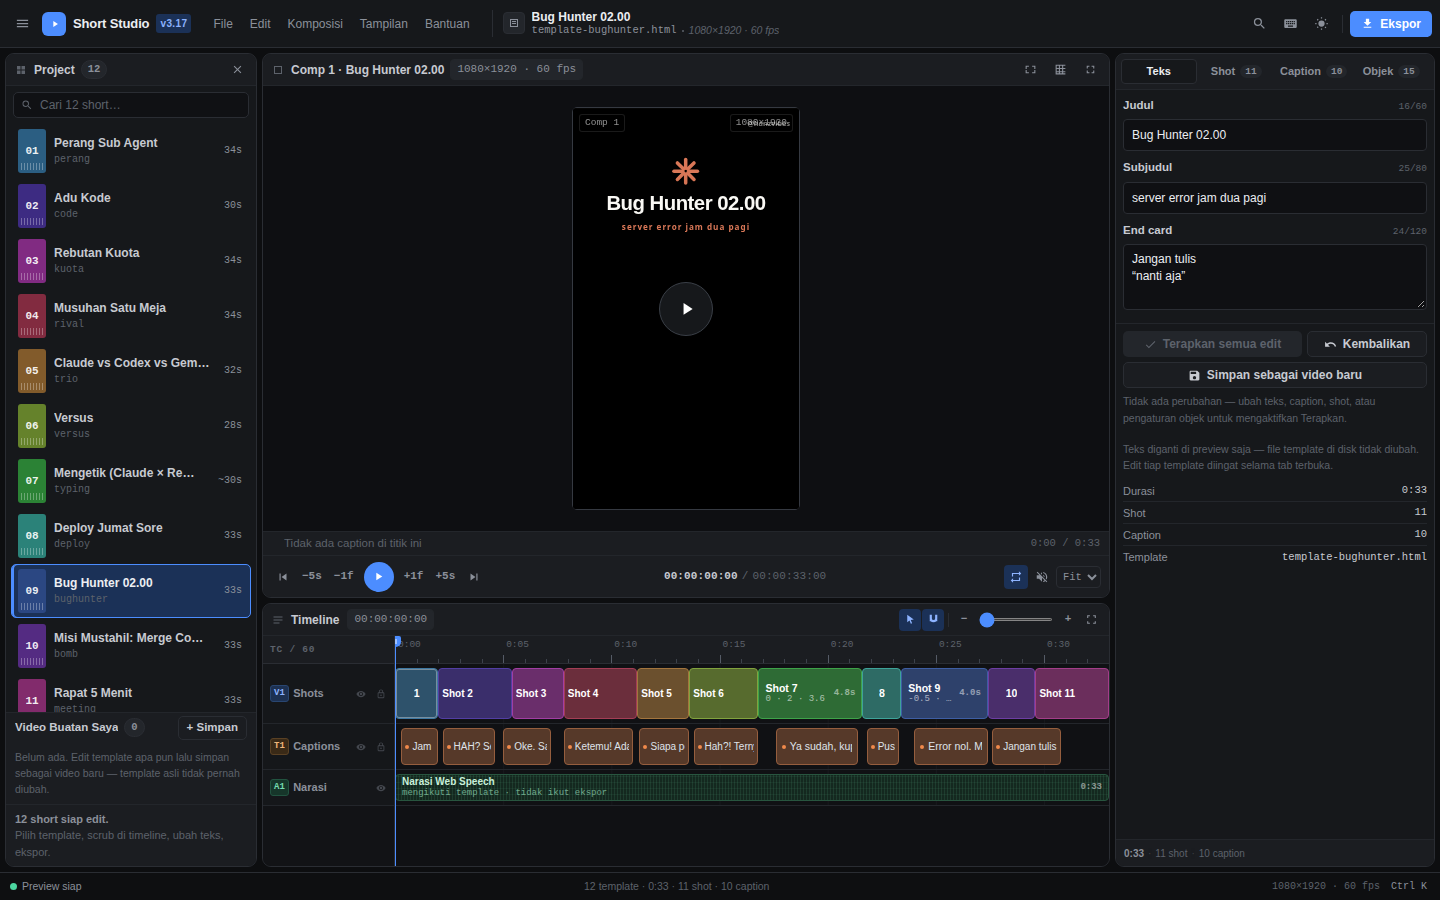 Short Studio v3.17
File Edit Komposisi Tampilan Bantuan
Bug Hunter 02.00
template-bughunter.html · 1080×1920 · 60 fps
Ekspor
Project 12
Cari 12 short…
01 Perang Sub Agent 34s
perang
02 Adu Kode 30s
code
03 Rebutan Kuota 34s
kuota
04 Musuhan Satu Meja 34s
rival
05 Claude vs Codex vs Gem… 32s
trio
06 Versus 28s
versus
07 Mengetik (Claude × Re… ~30s
typing
08 Deploy Jumat Sore 33s
deploy
09 Bug Hunter 02.00 33s
bughunter
10 Misi Mustahil: Merge Co… 33s
bomb
11 Rapat 5 Menit 33s
meeting
Video Buatan Saya 0 + Simpan
Belum ada. Edit template apa pun lalu simpan
sebagai video baru — template asli tidak pernah
diubah.
12 short siap edit.
Pilih template, scrub di timeline, ubah teks,
ekspor.
Comp 1 · Bug Hunter 02.00 1080×1920 · 60 fps
Comp 1 1080×1920
Bug Hunter 02.00
server error jam dua pagi
Tidak ada caption di titik ini 0:00 / 0:33
−5s −1f +1f +5s
00:00:00:00 / 00:00:33:00
Fit
Timeline 00:00:00:00
− +
TC / 60
0:00 0:05 0:10 0:15 0:20 0:25 0:30
V1 Shots
1
Shot 2
Shot 3
Shot 4
Shot 5
Shot 6
Shot 7 4.8s
0 · 2 · 3.6
8
Shot 9 4.0s
-0.5 · …
10
Shot 11
T1 Captions
Jam
HAH? Se
Oke. Sa
Ketemu! Ada
Siapa p
Hah?! Tern
Ya sudah, kup
Pus
Error nol. M
Jangan tulis
A1 Narasi
Narasi Web Speech
mengikuti template · tidak ikut ekspor 0:33
Teks Shot 11 Caption 10 Objek 15
Judul 16/60
Bug Hunter 02.00
Subjudul 25/80
server error jam dua pagi
End card 24/120
Jangan tulis
“nanti aja”
Terapkan semua edit Kembalikan
Simpan sebagai video baru
Tidak ada perubahan — ubah teks, caption, shot, atau
pengaturan objek untuk mengaktifkan Terapkan.
Teks diganti di preview saja — file template di disk tidak diubah.
Edit tiap template diingat selama tab terbuka.
Durasi 0:33
Shot 11
Caption 10
Template template-bughunter.html
0:33 · 11 shot · 10 caption
Preview siap
12 template · 0:33 · 11 shot · 10 caption
1080×1920 · 60 fps Ctrl K